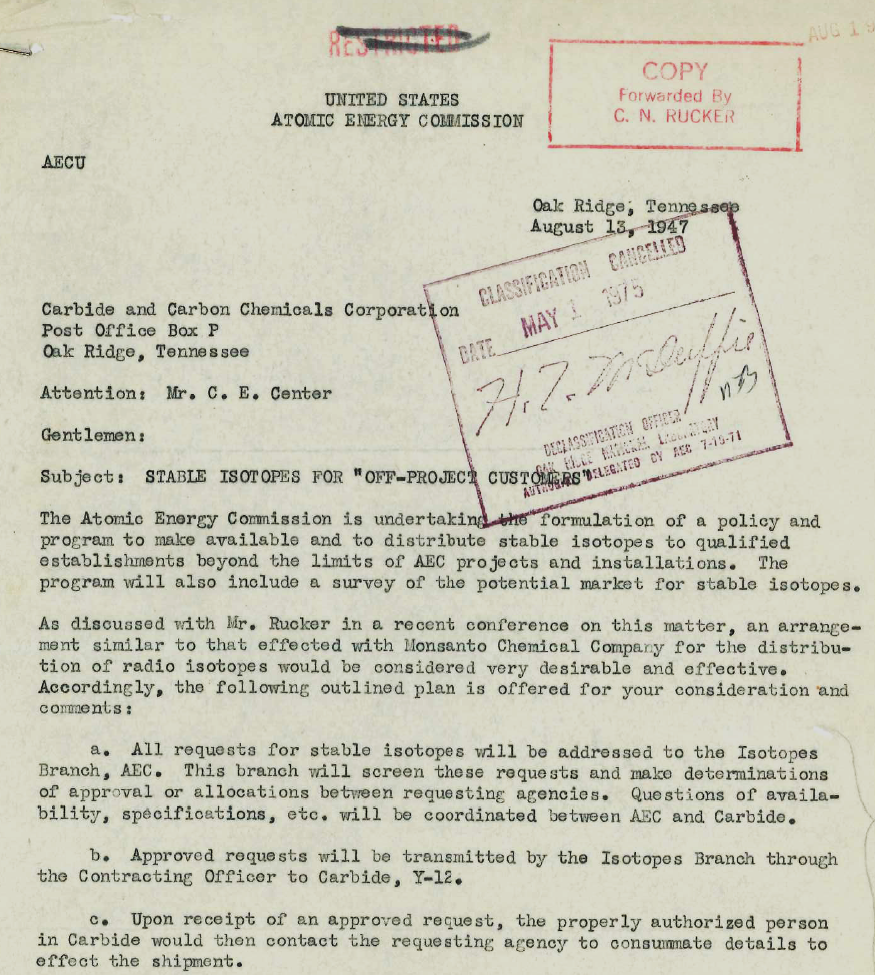 RESTRICTED
AUG 19
COPY
Forwarded By
C. N. RUCKER
UNITED STATES
ATOMIC ENERGY COMMISSION
AECU
Oak Ridge, Tennessee
August 13, 1947
CLASSIFICATION CANCELLED
MAY 1 1975
DATE
H. T. McDuffie
DECLASSIFICATION OFFICER
OAK RIDGE NATIONAL LABORATORY
AUTHORITY DELEGATED BY AEC 7-15-71
Carbide and Carbon Chemicals Corporation
Post Office Box P
Oak Ridge, Tennessee
Attention: Mr. C. E. Center
Gentlemen:
Subject: STABLE ISOTOPES FOR "OFF-PROJECT CUSTOMERS"
The Atomic Energy Commission is undertaking the formulation of a policy and
program to make available and to distribute stable isotopes to qualified
establishments beyond the limits of AEC projects and installations. The
program will also include a survey of the potential market for stable isotopes.
As discussed with Mr. Rucker in a recent conference on this matter, an arrange-
ment similar to that effected with Monsanto Chemical Company for the distribu-
tion of radio isotopes would be considered very desirable and effective.
Accordingly, the following outlined plan is offered for your consideration and
comments:
a. All requests for stable isotopes will be addressed to the Isotopes
Branch, AEC. This branch will screen these requests and make determinations
of approval or allocations between requesting agencies. Questions of availa-
bility, specifications, etc. will be coordinated between AEC and Carbide.
b. Approved requests will be transmitted by the Isotopes Branch through
the Contracting Officer to Carbide, Y-12.
c. Upon receipt of an approved request, the properly authorized person
in Carbide would then contact the requesting agency to consummate details to
effect the shipment.